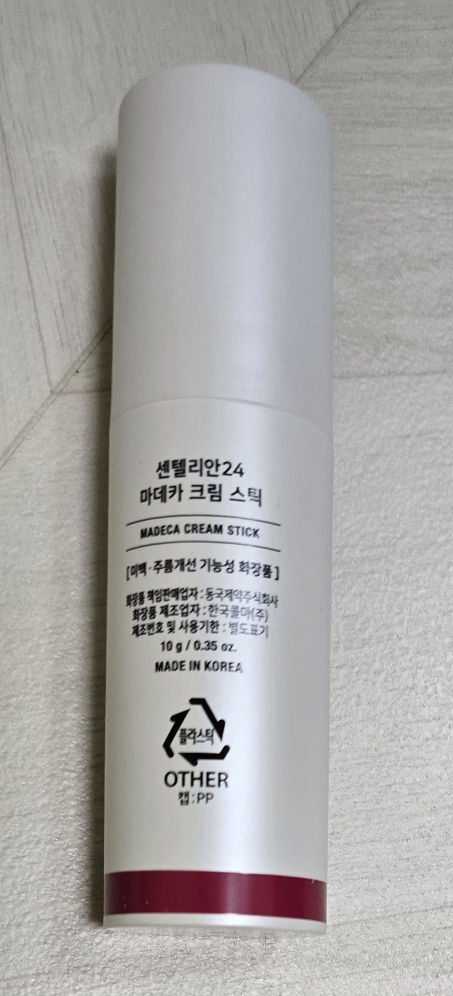 센텔리안24
마데카 크림 스틱
MADECA CREAM STICK
[미백·주름개선 기능성 화장품]
화장품 책임판매업자 : 동국제약주식회사
화장품 제조업자 : 한국콜마(주)
제조번호 및 사용기한 : 별도표기
10 g / 0.35 oz.
MADE IN KOREA
플라스틱
OTHER
캡:PP